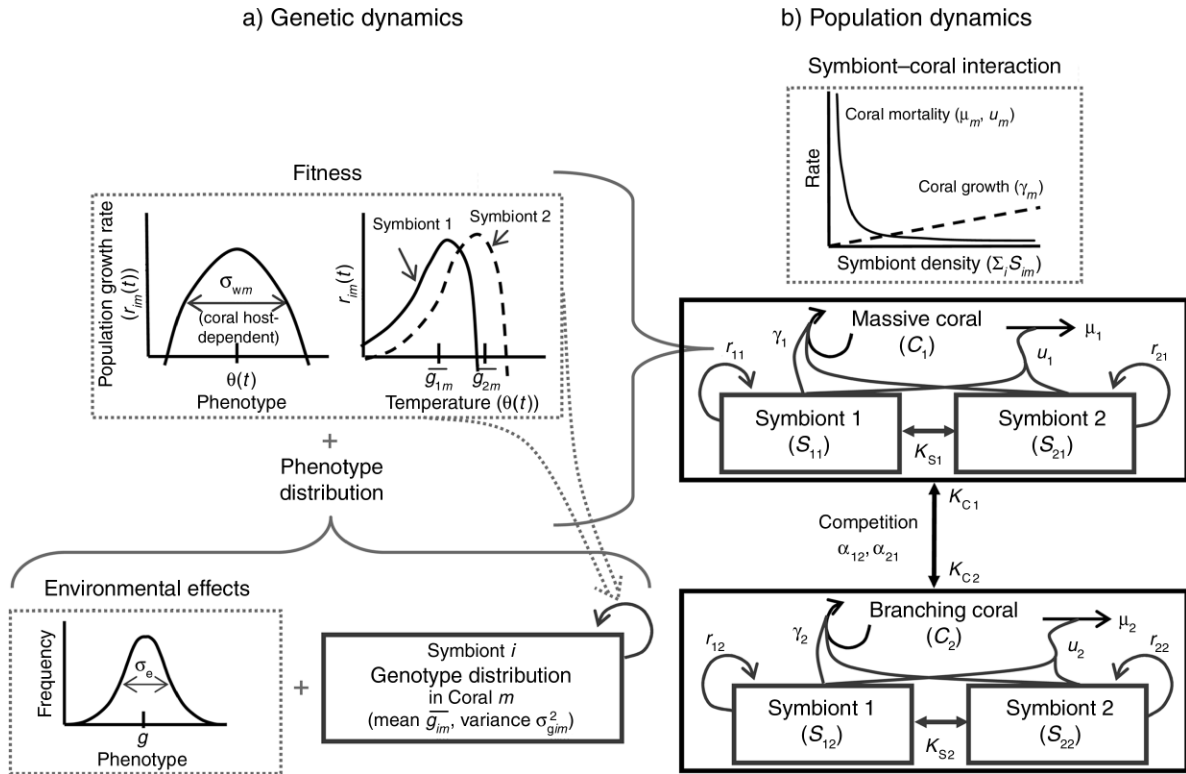 a) Genetic dynamics
b) Population dynamics
Symbiont–coral interaction
Coral mortality (μm, um)
Coral growth (γm)
Rate
Symbiont density (ΣiSim)
Fitness
Population growth rate
(rim(t))
σwm
(coral host-
dependent)
θ(t)
Phenotype
rim(t)
Symbiont 1
Symbiont 2
g1m
g2m
Temperature (θ(t))
+
Phenotype
distribution
Environmental effects
Frequency
σe
g
Phenotype
+
Symbiont i
Genotype distribution
in Coral m
(mean gim, variance σ²gim)
Massive coral
(C1)
γ1
μ1
u1
r11
r21
Symbiont 1
(S11)
KS1
Symbiont 2
(S21)
KC1
Competition
α12, α21
KC2
Branching coral
(C2)
γ2
μ2
u2
r12
r22
Symbiont 1
(S12)
KS2
Symbiont 2
(S22)